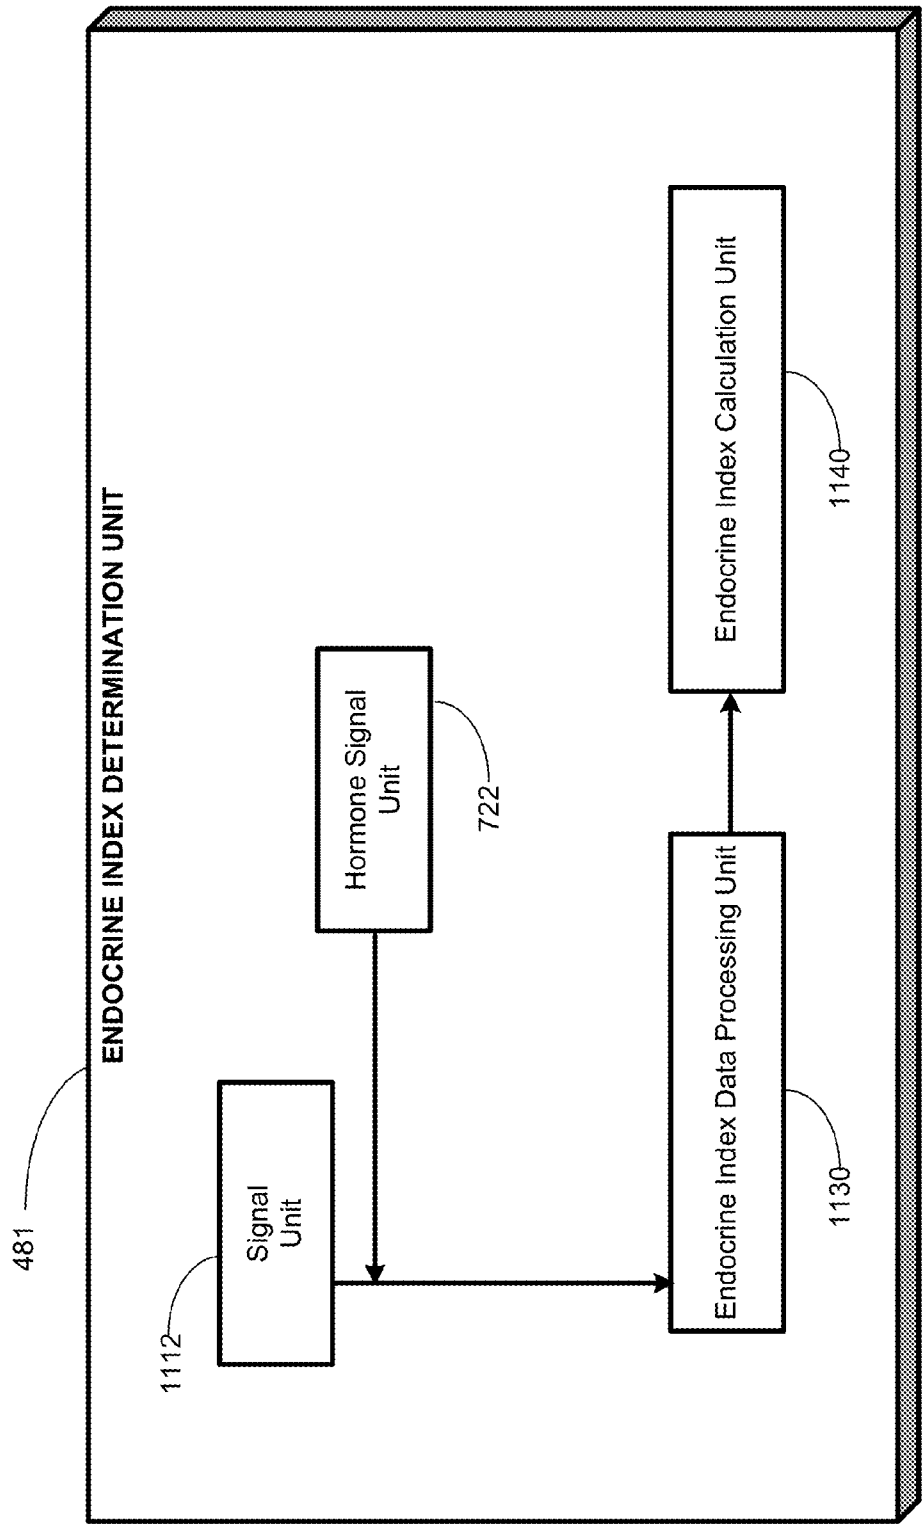 481
ENDOCRINE INDEX DETERMINATION UNIT
1112
Signal
Unit
Hormone Signal
Unit
722
Endocrine Index Data Processing Unit
1130
Endocrine Index Calculation Unit
1140